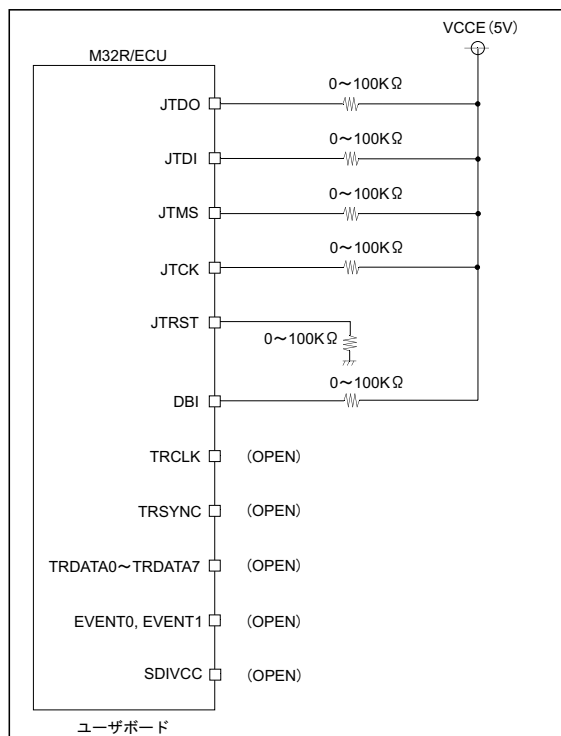 VCCE(5V)
M32R/ECU
0～100KΩ
JTDO
0～100KΩ
JTDI
0～100KΩ
JTMS
0～100KΩ
JTCK
JTRST
0～100KΩ
0～100KΩ
DBI
TRCLK (OPEN)
TRSYNC (OPEN)
TRDATA0～TRDATA7 (OPEN)
EVENT0, EVENT1 (OPEN)
SDIVCC (OPEN)
ユーザボード